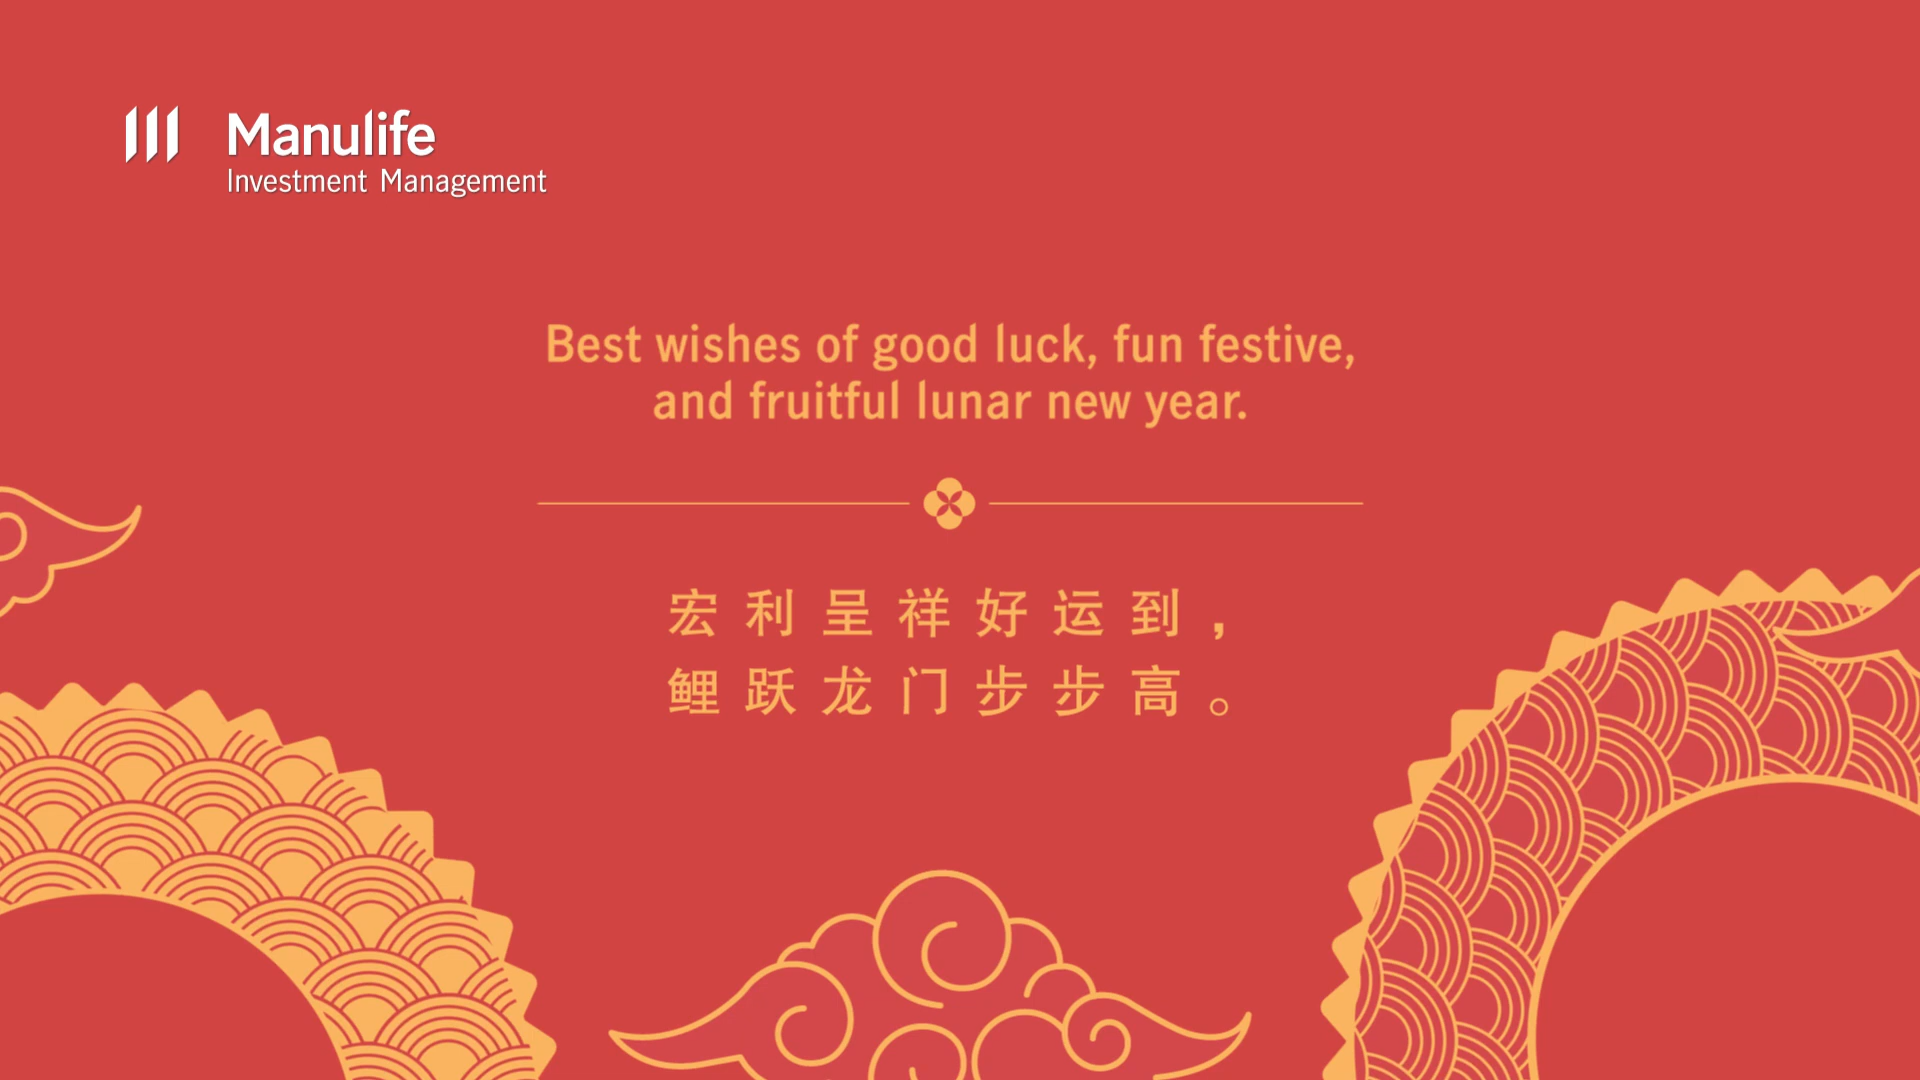 Manulife
Investment Management
Best wishes of good luck, fun festive,
and fruitful lunar new year.
宏利呈祥好运到，
鲤跃龙门步步高。